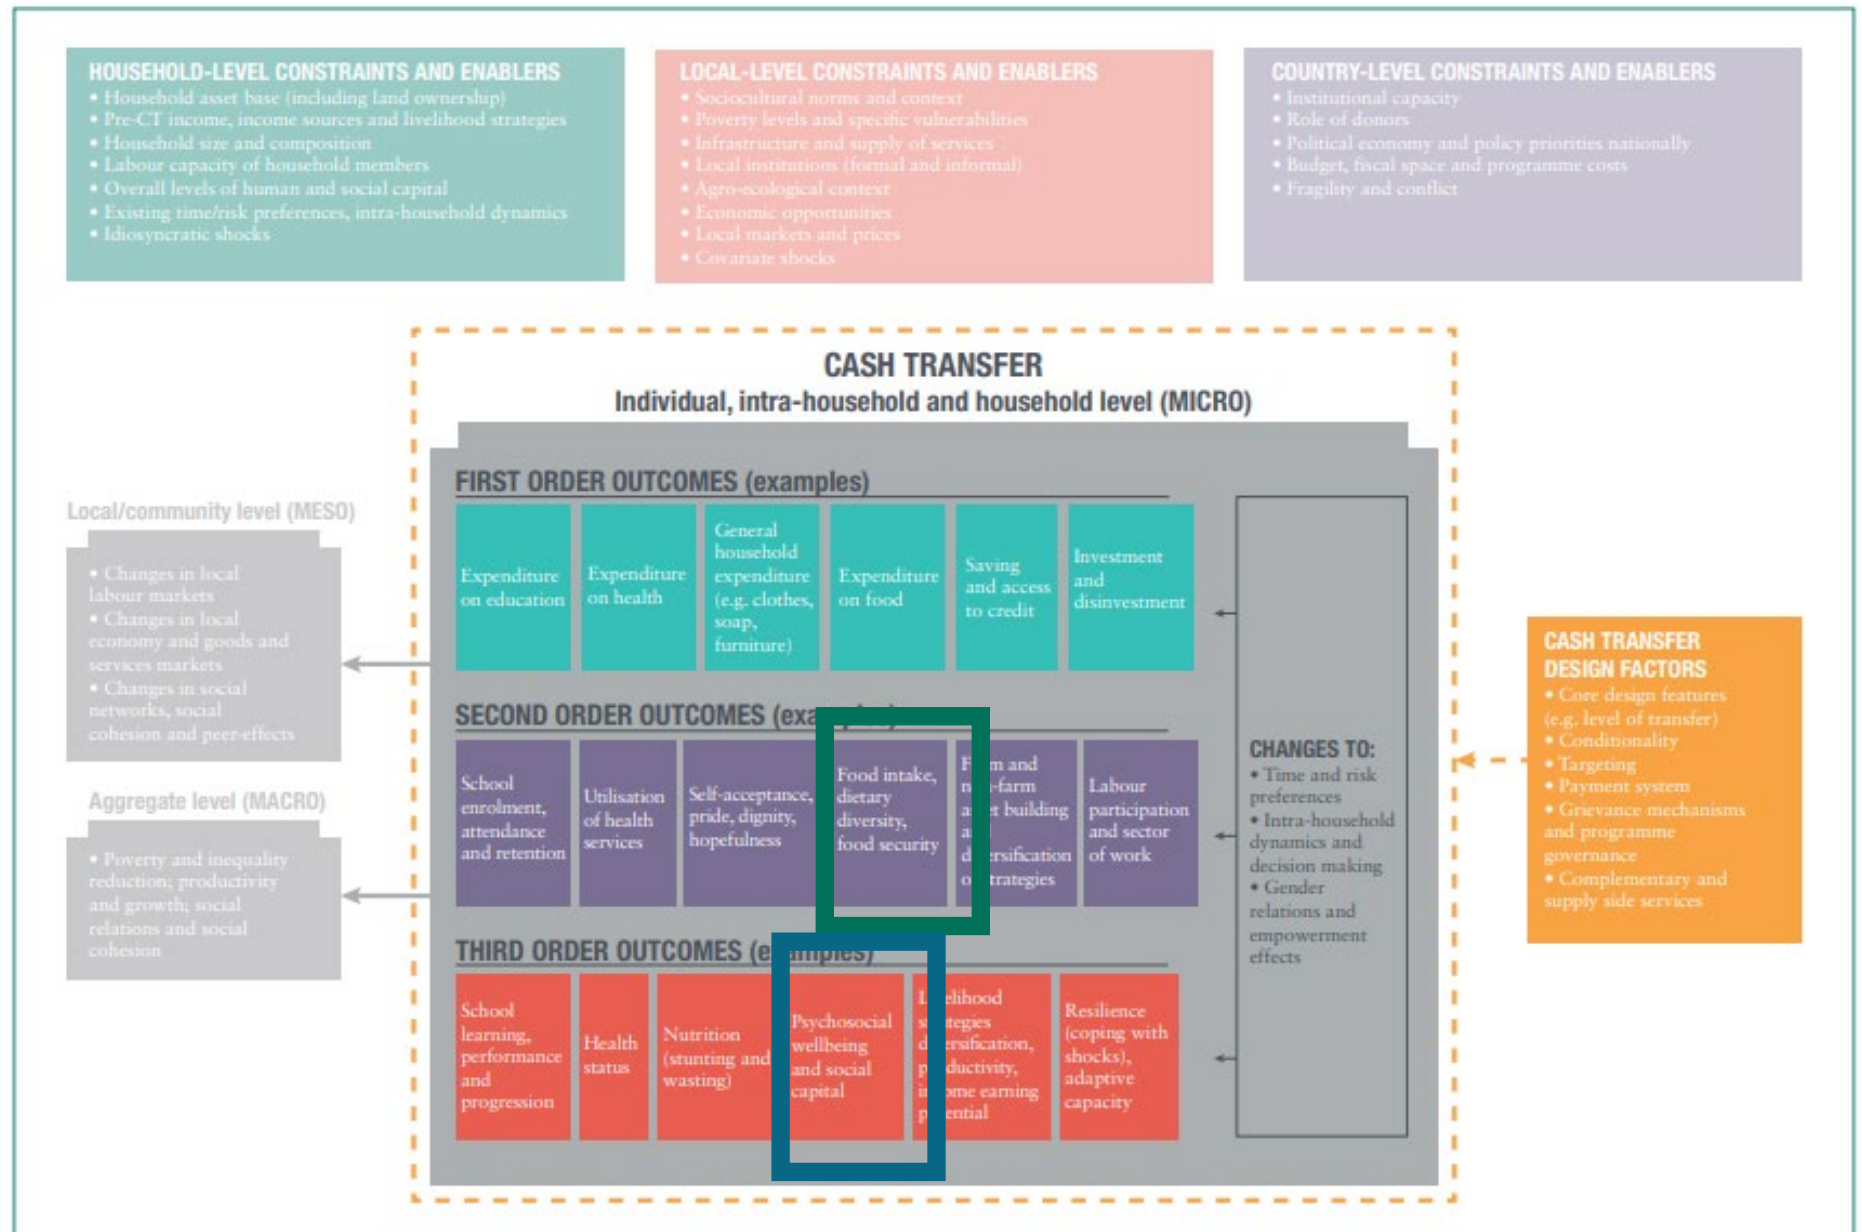 HOUSEHOLD-LEVEL CONSTRAINTS AND ENABLERS
• Household asset base (including land ownership)
• Pre-CT income, income sources and livelihood strategies
• Household size and composition
• Labour capacity of household members
• Overall levels of human and social capital
• Existing time/risk preferences, intra-household dynamics
• Idiosyncratic shocks
LOCAL-LEVEL CONSTRAINTS AND ENABLERS
• Sociocultural norms and context
• Poverty levels and specific vulnerabilities
• Infrastructure and supply of services
• Local institutions (formal and informal)
• Agro-ecological context
• Economic opportunities
• Local markets and prices
• Covariate shocks
COUNTRY-LEVEL CONSTRAINTS AND ENABLERS
• Institutional capacity
• Role of donors
• Political economy and policy priorities nationally
• Budget, fiscal space and programme costs
• Fragility and conflict
CASH TRANSFER
Individual, intra-household and household level (MICRO)
Local/community level (MESO)
• Changes in local
labour markets
• Changes in local
economy and goods and
services markets
• Changes in social
networks, social
cohesion and peer-effects
Aggregate level (MACRO)
• Poverty and inequality
reduction; productivity
and growth; social
relations and social
cohesion
FIRST ORDER OUTCOMES (examples)
Expenditure
on education
Expenditure
on health
General
household
expenditure
(e.g. clothes,
soap,
furniture)
Expenditure
on food
Saving
and access
to credit
Investment
and
disinvestment
SECOND ORDER OUTCOMES
School
enrolment,
attendance
and retention
Utilisation
of health
services
Self-acceptance,
pride, dignity,
hopefulness
Food intake,
dietary
diversity,
food security
and
building
strategies
Labour
participation
and sector
of work
THIRD ORDER OUTCOMES
School
learning,
performance
and
progression
Health
status
Nutrition
(stunting and
wasting)
Psychosocial
wellbeing
and social
capital
earning
Resilience
(coping with
shocks),
adaptive
capacity
CHANGES TO:
• Time and risk
preferences
• Intra-household
dynamics and
decision making
• Gender
relations and
empowerment
effects
CASH TRANSFER
DESIGN FACTORS
• Core design features
(e.g. level of transfer)
• Conditionality
• Targeting
• Payment system
• Grievance mechanisms
and programme
governance
• Complementary and
supply side services